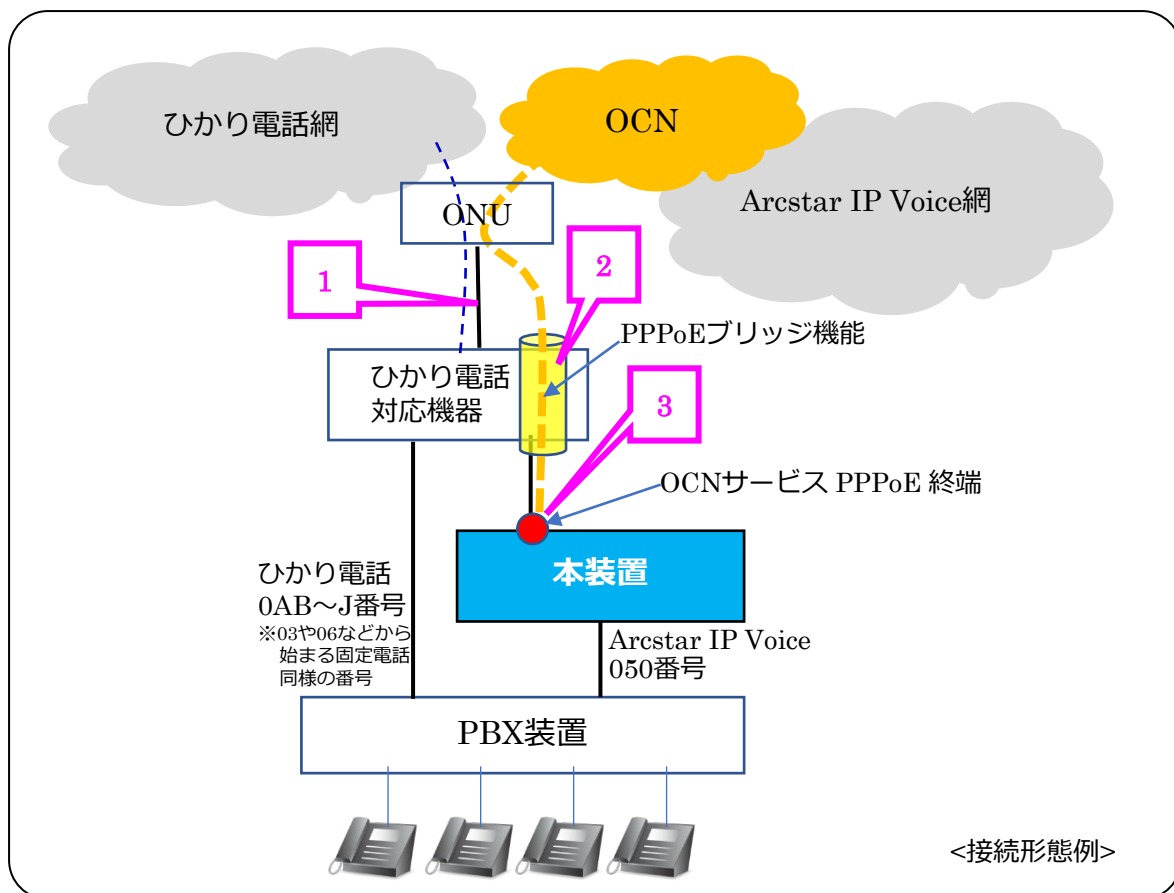 ひかり電話網
OCN
Arcstar IP Voice網
ONU
1
2
PPPoEブリッジ機能
ひかり電話
対応機器
3
OCNサービス PPPoE 終端
本装置
ひかり電話
0AB～J番号
※03や06などから
始まる固定電話
同様の番号
Arcstar IP Voice
050番号
PBX装置
<接続形態例>